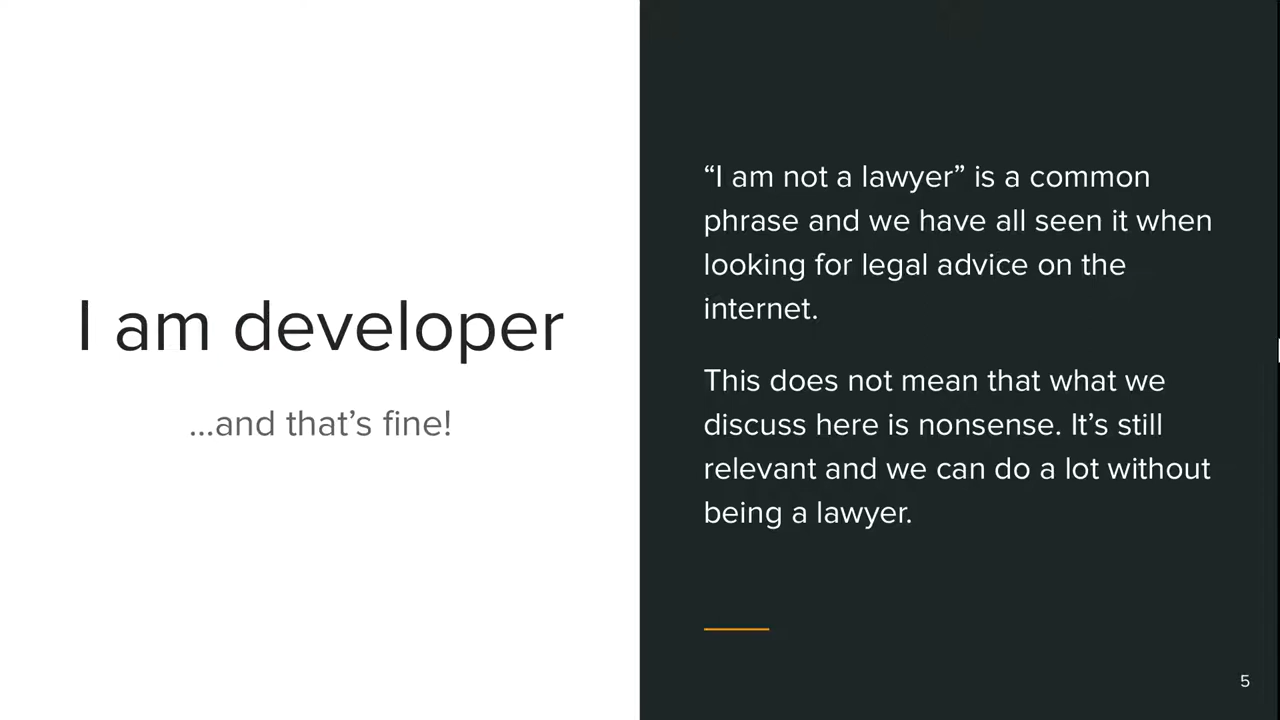 I am developer
...and that's fine!
“I am not a lawyer” is a common
phrase and we have all seen it when
looking for legal advice on the
internet.
This does not mean that what we
discuss here is nonsense. It’s still
relevant and we can do a lot without
being a lawyer.
5